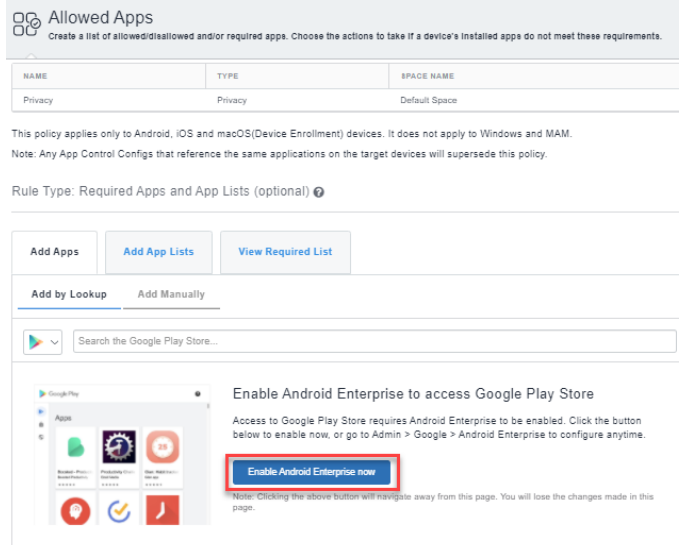 Allowed Apps
Create a list of allowed/disallowed and/or required apps. Choose the actions to take if a device's installed apps do not meet these requirements.
NAME TYPE SPACE NAME
Privacy Privacy Default Space
This policy applies only to Android, iOS and macOS(Device Enrollment) devices. It does not apply to Windows and MAM.
Note: Any App Control Configs that reference the same applications on the target devices will supersede this policy.
Rule Type: Required Apps and App Lists (optional)
Add Apps Add App Lists View Required List
Add by Lookup Add Manually
Search the Google Play Store...
Google Play
Apps
25
Enable Android Enterprise to access Google Play Store
Access to Google Play Store requires Android Enterprise to be enabled. Click the button
below to enable now, or go to Admin > Google > Android Enterprise to configure anytime.
Enable Android Enterprise now
Note: Clicking the above button will navigate away from this page. You will lose the changes made in this
page.